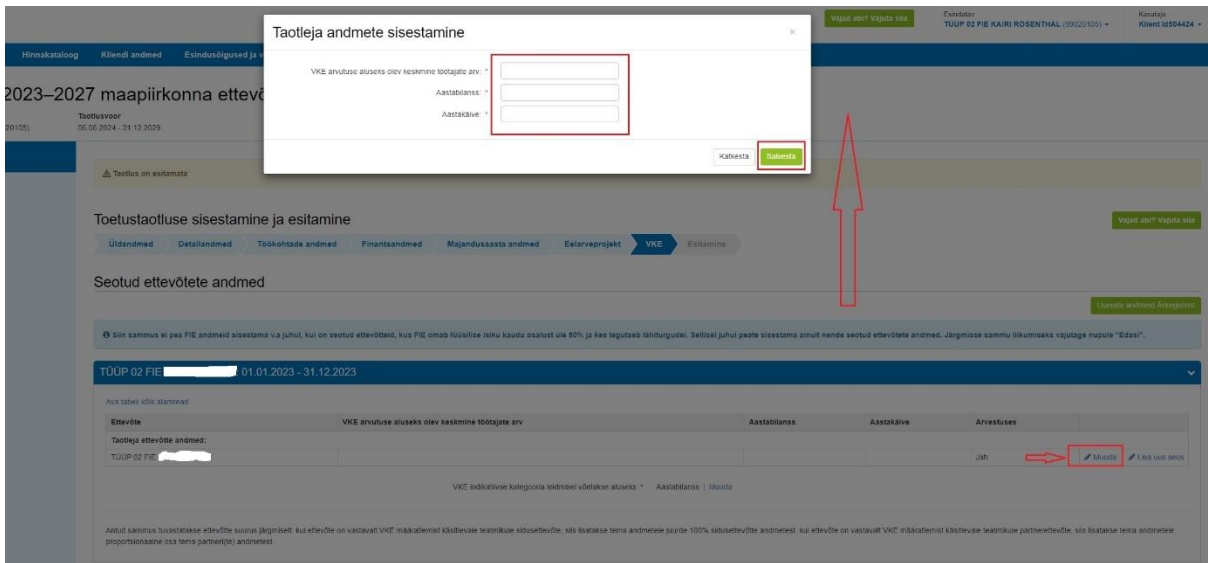 Taotleja andmete sisestamine
×
Vajad abi? Vajuta siia
Esindatav
TÜÜP 02 FIE KAIRI ROSENTHAL (99020105)
Kasutaja
Klient Id504424
Hinnakataloog Kliendi andmed Esindusõigused ja v
VKE arvutuse aluseks olev keskmine töötajate arv: *
Aastabilanss: *
Aastakäive: *
Katkesta Salvesta
2023–2027 maapiirkonna ettevõ
20105)
Taotlusvoor
06.06.2024 - 31.12.2029
Taotlus on esitamata
Toetustaotluse sisestamine ja esitamine
Vajad abi? Vajuta siia
Üldandmed Detailandmed Töökohtade andmed Finantsandmed Majandusaasta andmed Eelarveprojekt VKE Esitamine
Seotud ettevõtete andmed
Uuenda andmeid Äriregistrist
Siin sammus ei pea FIE andmeid sisestama v.a juhul, kui on seotud ettevõtteid, kus FIE omab füüsilise isiku kaudu osalust üle 50% ja kes tegutseb lähiturgudel. Sellisel juhul peate sisestama ainult nende seotud ettevõtete andmed. Järgmisse sammu liikumiseks vajutage nupule "Edasi".
TÜÜP 02 FIE 01.01.2023 - 31.12.2023
Ava tabeli kõik alamread
Ettevõte VKE arvutuse aluseks olev keskmine töötajate arv Aastabilanss Aastakäive Arvestuses
Taotleja ettevõtte andmed:
TÜÜP 02 FIE Jah Muuda Lisa uus seos
VKE indikatiivse kategooria leidmisel võetakse aluseks: * Aastabilanss | Muuda
Antud sammus tuvastatakse ettevõtte suurus järgmiselt: kui ettevõte on vastavalt VKE määratlemist käsitlevale teatmikule sidusettevõte, siis lisatakse tema andmetele juurde 100% sidusettevõtte andmetest, kui ettevõte on vastavalt VKE määratlemist käsitlevale teatmikule partnerettevõte, siis lisatakse tema andmetele
proportsionaalne osa tema partneri(te) andmetest.